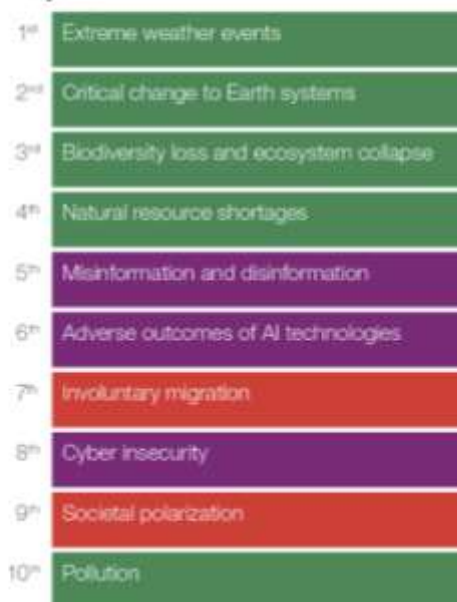 1st Extreme weather events
2nd Critical change to Earth systems
3rd Biodiversity loss and ecosystem collapse
4th Natural resource shortages
5th Misinformation and disinformation
6th Adverse outcomes of AI technologies
7th Involuntary migration
8th Cyber insecurity
9th Societal polarization
10th Pollution